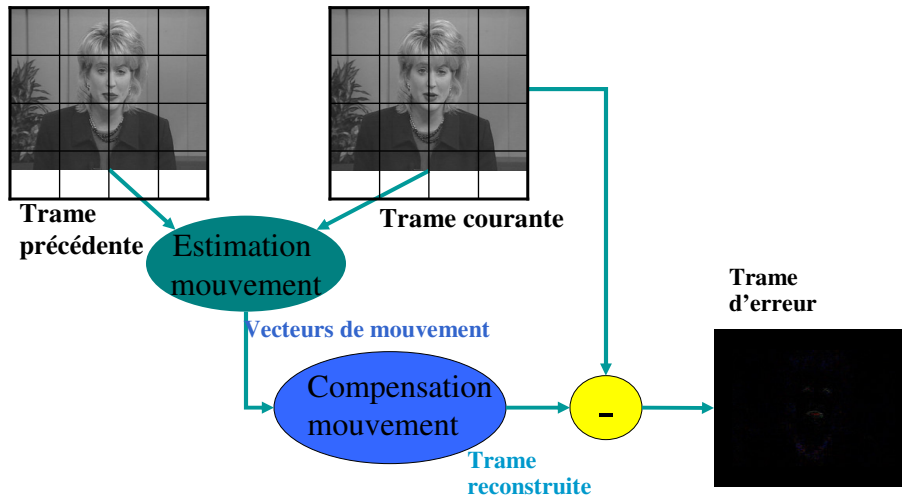 Trame
précédente
Trame courante
Estimation
mouvement
Vecteurs de mouvement
Compensation
mouvement
-
Trame
reconstruite
Trame
d'erreur